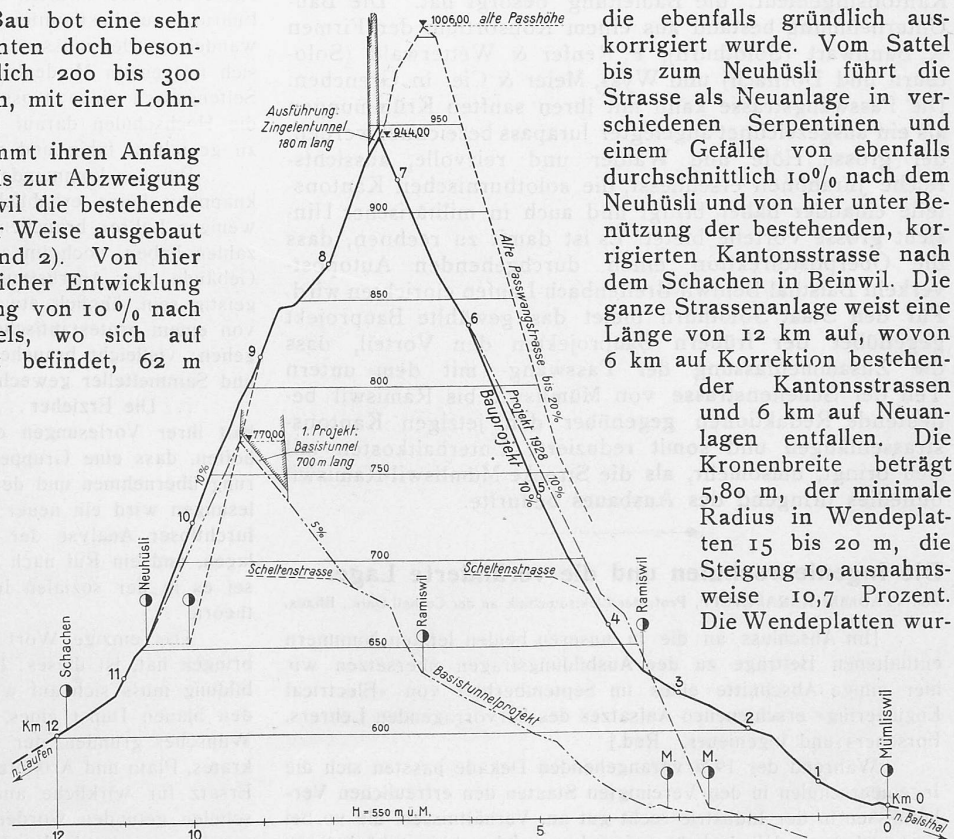 Bau bot eine sehr
nten doch beson-
lich 200 bis 300
n, mit einer Lohn-
mmt ihren Anfang
s zur Abzweigung
wil die bestehende
r Weise ausgebaut
nd 2). Von hier
licher Entwicklung
ng von 10 % nach
els, wo sich auf
befindet, 62 m
1006,00 alte Passhöhe
Ausführung:
Zingelentunnel
180 m lang
950
944,00
7
900
8
850
6
Alte Passwangstrasse bis 20%
9
800
Projekt 1928 10%
Bauprojekt 10%
770,00
1. Projekt:
Basistunnel
700 m lang
750
5
10%
10
5%
700
Scheltenstrasse
Scheltenstrasse
Neuhüsli
Ramiswil
Ramiswil
4
650
Schachen
11
Basistunnelprojekt
3
2
Km 12
600
n. Laufen
M.
M.
1
Mümliswil
Km 0
n. Balsthal
H = 550 m ü. M.
12
10
5
0
die ebenfalls gründlich aus-
korrigiert wurde. Vom Sattel
bis zum Neuhüsli führt die
Strasse als Neuanlage in ver-
schiedenen Serpentinen und
einem Gefälle von ebenfalls
durchschnittlich 10% nach dem
Neuhüsli und von hier unter Be-
nützung der bestehenden, kor-
rigierten Kantonsstrasse nach
dem Schachen in Beinwil. Die
ganze Strassenanlage weist eine
Länge von 12 km auf, wovon
6 km auf Korrektion bestehen-
der Kantonsstrassen
und 6 km auf Neuan-
lagen entfallen. Die
Kronenbreite beträgt
5,80 m, der minimale
Radius in Wendeplat-
ten 15 bis 20 m, die
Steigung 10, ausnahms-
weise 10,7 Prozent.
Die Wendeplatten wur-